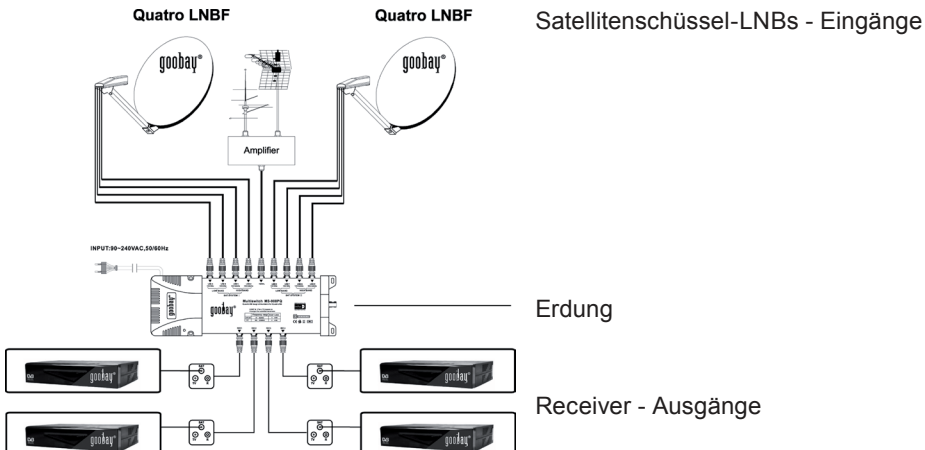 Quatro LNBF
Quatro LNBF
Satellitenschüssel-LNBs - Eingänge
goobay®
goobay®
Amplifier
INPUT:90~240VAC,50/60Hz
goobay®
goobay®
Erdung
goobay®
goobay®
Receiver - Ausgänge
goobay®
goobay®